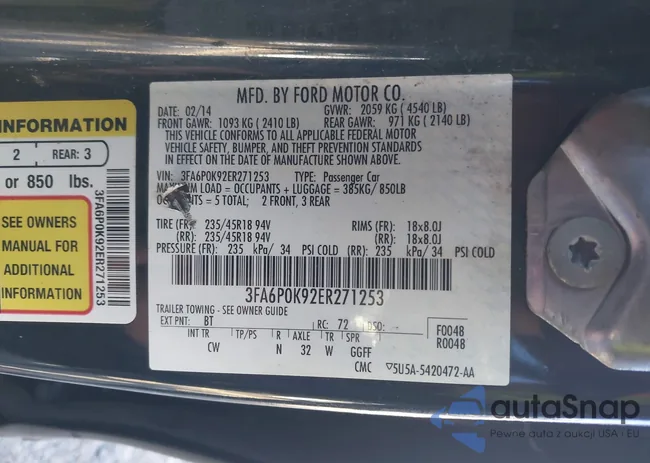 INFORMATION
2 REAR: 3
or 850 lbs.
SEE OWNERS
MANUAL FOR
ADDITIONAL
INFORMATION
3FA6P0K92ER271253
MFD. BY FORD MOTOR CO.
DATE: 02/14 GVWR: 2059 KG ( 4540 LB)
FRONT GAWR: 1093 KG ( 2410 LB) REAR GAWR: 971 KG ( 2140 LB)
THIS VEHICLE CONFORMS TO ALL APPLICABLE FEDERAL MOTOR
VEHICLE SAFETY, BUMPER, AND THEFT PREVENTION STANDARDS
IN EFFECT ON THE DATE OF MANUFACTURE SHOWN ABOVE.
VIN: 3FA6P0K92ER271253 TYPE: Passenger Car
LOAD = OCCUPANTS + LUGGAGE = 385KG/ 850LB
= 5 TOTAL; 2 FRONT, 3 REAR
TIRE (FR): 235/45R18 94V RIMS (FR): 18x8.0J
(RR): 235/45R18 94V (RR): 18x8.0J
PRESSURE (FR): 235 kPa/ 34 PSI COLD (RR): 235 kPa/ 34 PSI COLD
3FA6P0K92ER271253
TRAILER TOWING - SEE OWNER GUIDE
EXT PNT: BT RC: 72 DSO: F0048
INT TR TP/PS R AXLE TR SPR R0048
CW N 32 W GGFF
CMC 5U5A-5420472-AA
autaSnap
Pewne auta z aukcji USA i EU